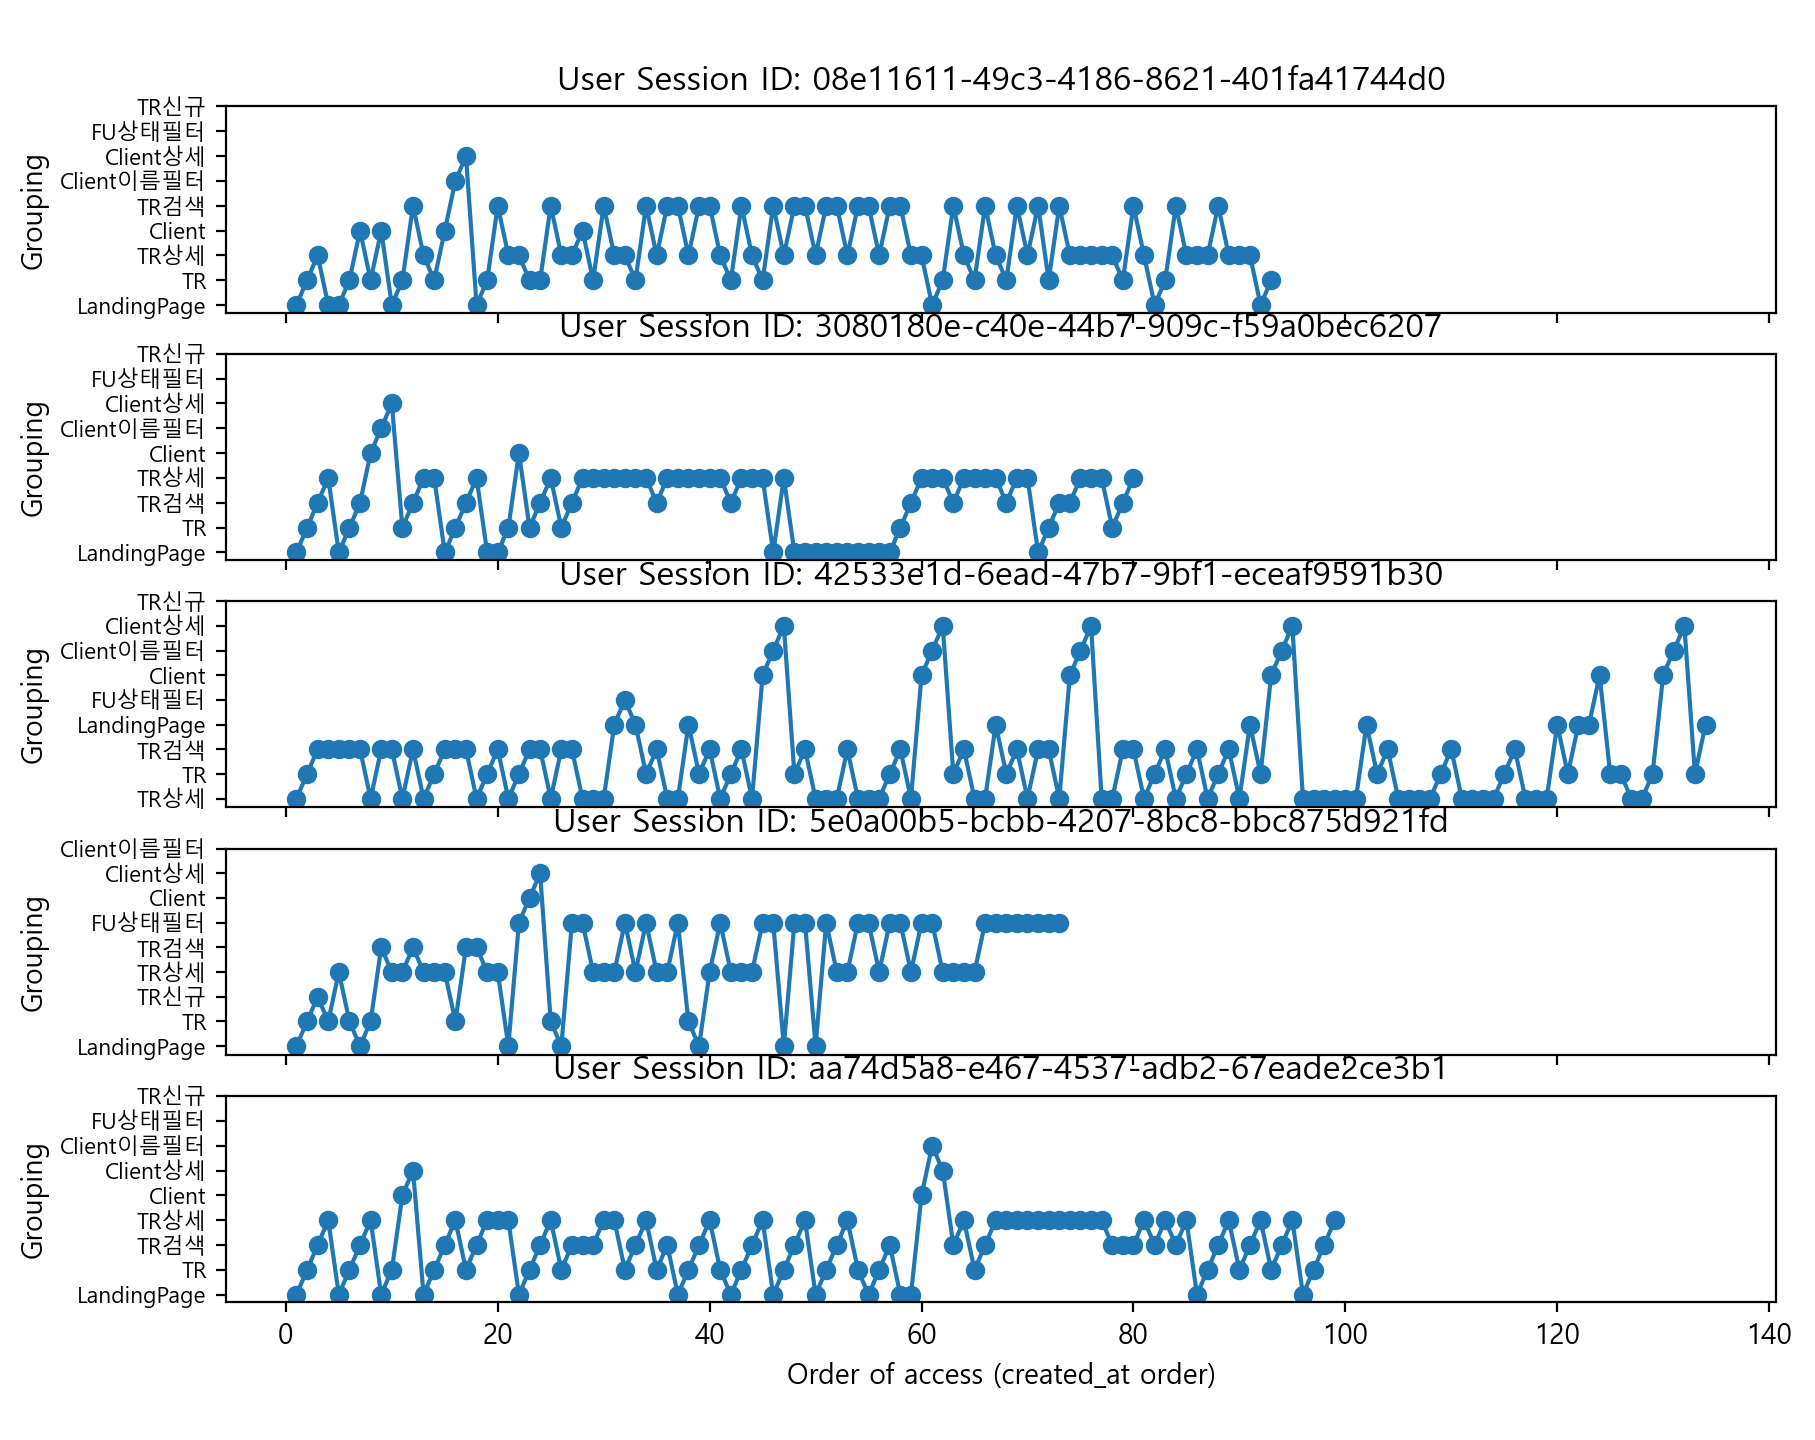 User Session ID: 08e11611-49c3-4186-8621-401fa41744d0
Grouping
TR신규
FU상태필터
Client상세
Client이름필터
TR검색
Client
TR상세
TR
LandingPage
User Session ID: 3080180e-c40e-44b7-909c-f59a0bec6207
Grouping
TR신규
FU상태필터
Client상세
Client이름필터
Client
TR상세
TR검색
TR
LandingPage
User Session ID: 42533e1d-6ead-47b7-9bf1-eceaf9591b30
Grouping
TR신규
Client상세
Client이름필터
Client
FU상태필터
LandingPage
TR검색
TR
TR상세
User Session ID: 5e0a00b5-bcbb-4207-8bc8-bbc875d921fd
Grouping
Client이름필터
Client상세
Client
FU상태필터
TR검색
TR상세
TR신규
TR
LandingPage
User Session ID: aa74d5a8-e467-4537-adb2-67eade2ce3b1
Grouping
TR신규
FU상태필터
Client이름필터
Client상세
Client
TR상세
TR검색
TR
LandingPage
0 20 40 60 80 100 120 140
Order of access (created_at order)